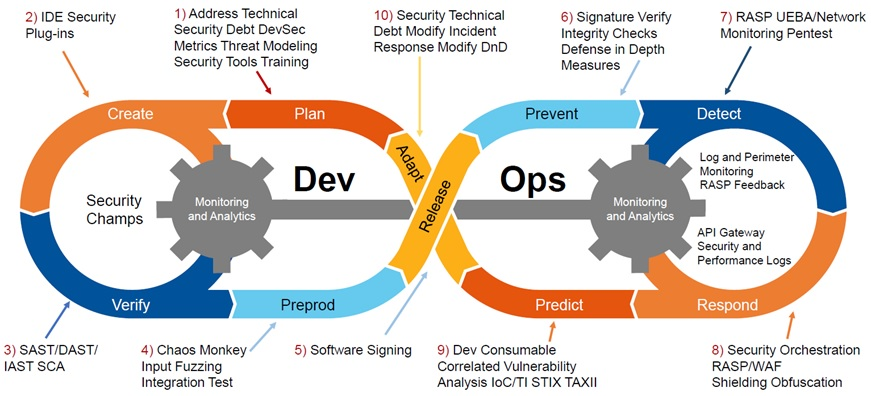 2) IDE Security
Plug-ins
1) Address Technical
Security Debt DevSec
Metrics Threat Modeling
Security Tools Training
10) Security Technical
Debt Modify Incident
Response Modify DnD
6) Signature Verify
Integrity Checks
Defense in Depth
Measures
7) RASP UEBA/Network
Monitoring Pentest
Create
Plan
Adapt
Release
Prevent
Detect
Security
Champs
Monitoring
and Analytics
Dev
Ops
Monitoring
and Analytics
Log and Perimeter
Monitoring
RASP Feedback
API Gateway
Security and
Performance Logs
Verify
Preprod
Predict
Respond
3) SAST/DAST/
IAST SCA
4) Chaos Monkey
Input Fuzzing
Integration Test
5) Software Signing
9) Dev Consumable
Correlated Vulnerability
Analysis IoC/TI STIX TAXII
8) Security Orchestration
RASP/WAF
Shielding Obfuscation